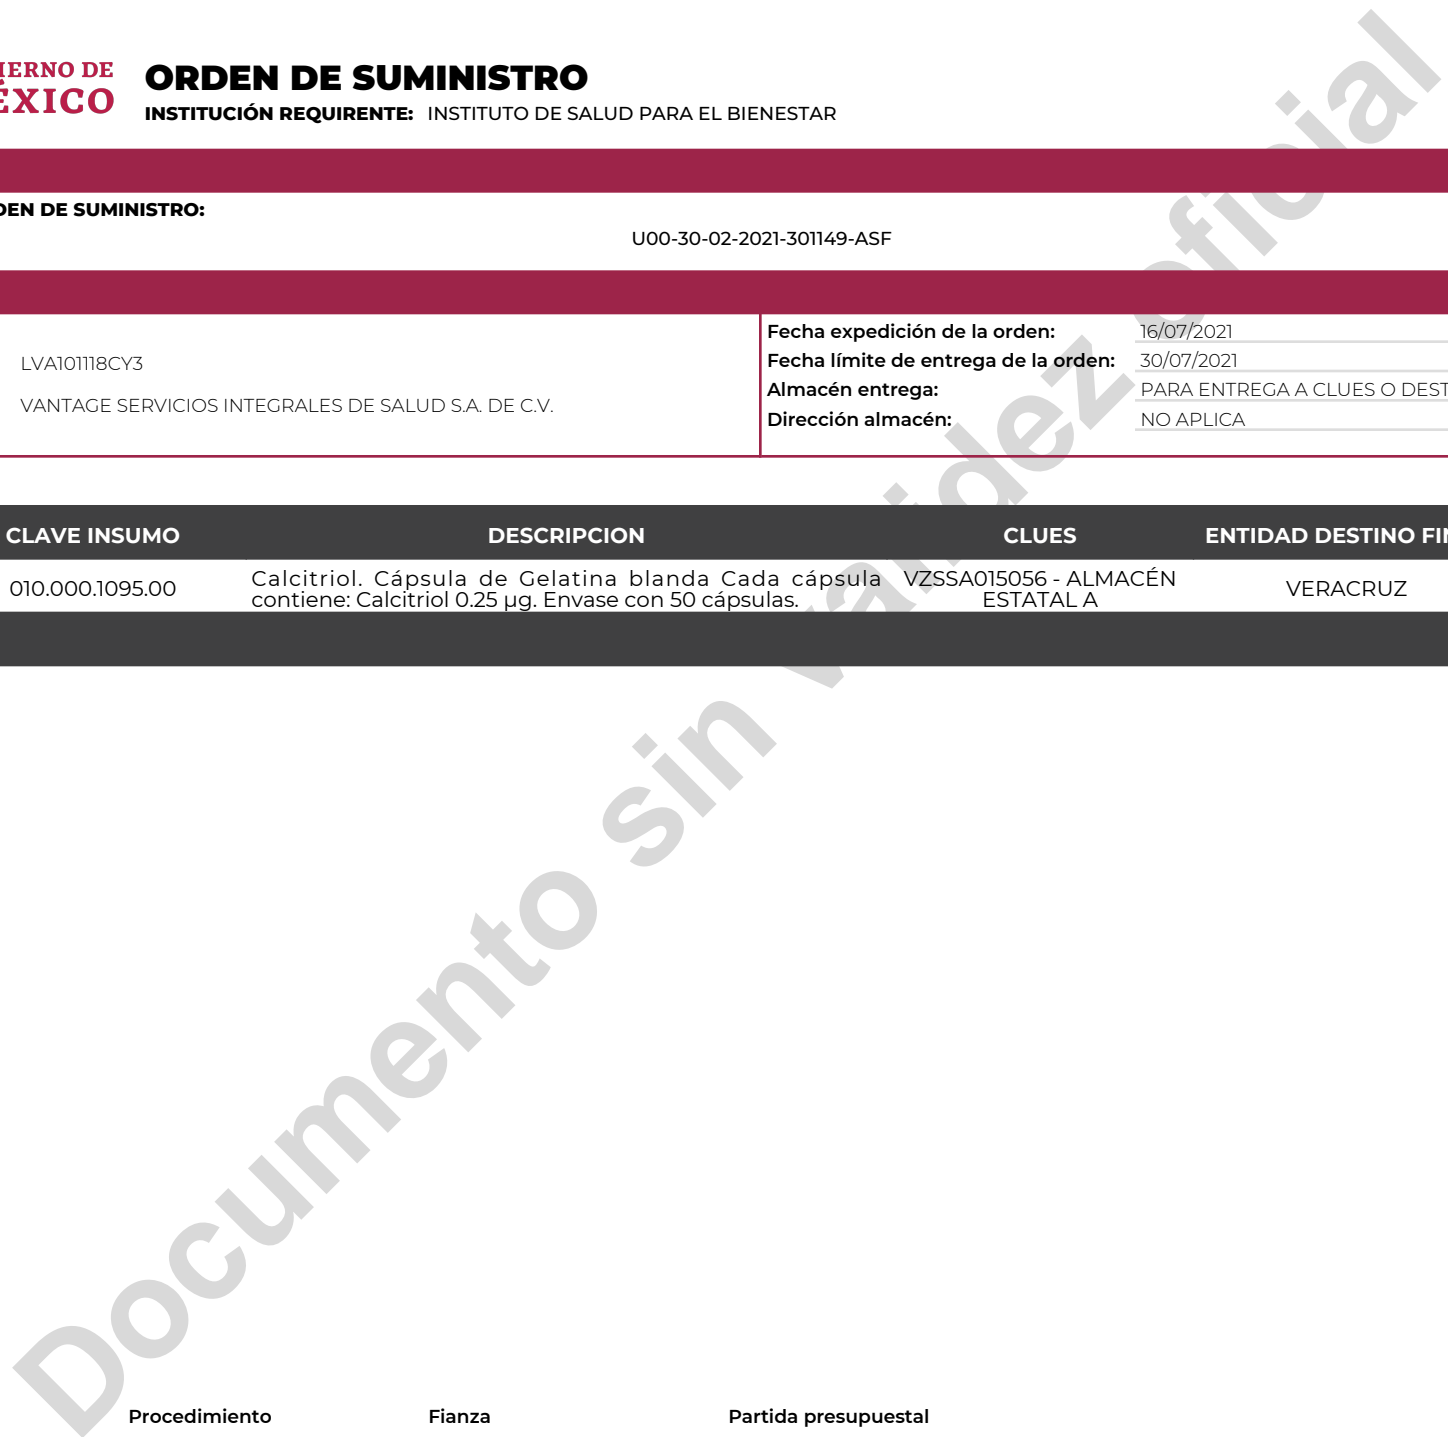 IERNO DE
ÉXICO
ORDEN DE SUMINISTRO
INSTITUCIÓN REQUIRENTE: INSTITUTO DE SALUD PARA EL BIENESTAR
DEN DE SUMINISTRO:
U00-30-02-2021-301149-ASF
LVA101118CY3
VANTAGE SERVICIOS INTEGRALES DE SALUD S.A. DE C.V.
Fecha expedición de la orden: 16/07/2021
Fecha límite de entrega de la orden: 30/07/2021
Almacén entrega: PARA ENTREGA A CLUES O DEST
Dirección almacén: NO APLICA
CLAVE INSUMO DESCRIPCION CLUES ENTIDAD DESTINO FIN
010.000.1095.00
Calcitriol. Cápsula de Gelatina blanda Cada cápsula
contiene: Calcitriol 0.25 µg. Envase con 50 cápsulas.
VZSSA015056 - ALMACÉN
ESTATAL A
VERACRUZ
Documento sin validez oficial
Procedimiento Fianza Partida presupuestal